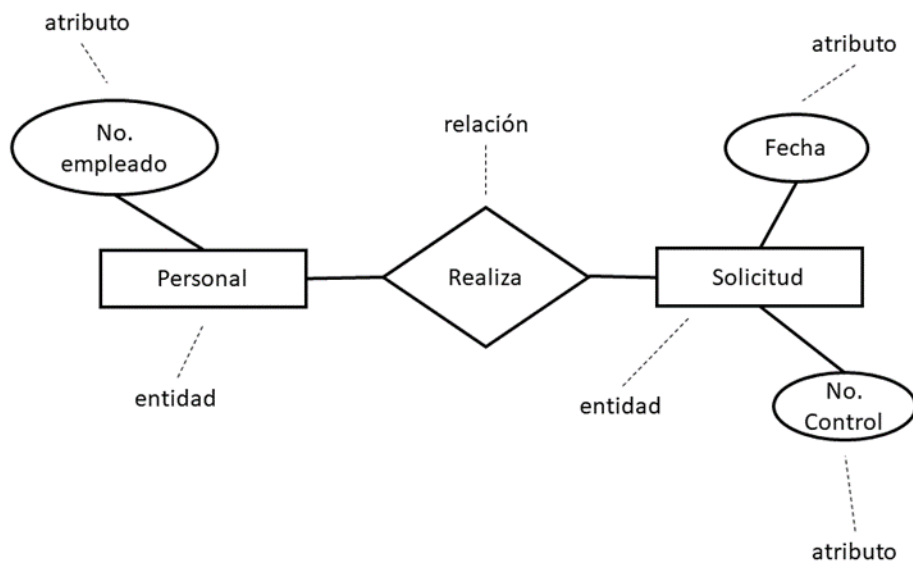 atributo
atributo
No.
empleado
relación
Fecha
Personal
Realiza
Solicitud
entidad
entidad
No.
Control
atributo